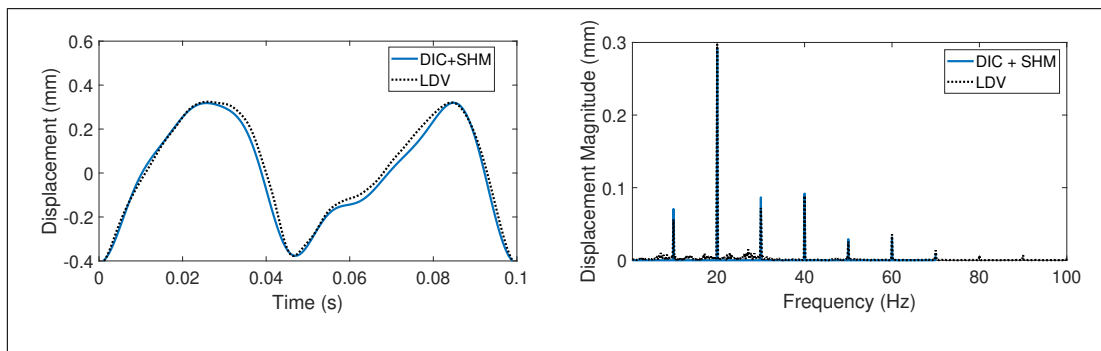 0.6
0.4
0.2
0
-0.2
-0.4
0
0.02
0.04
0.06
0.08
0.1
Displacement (mm)
Time (s)
DIC+SHM
LDV
0.3
0.2
0.1
0
20
40
60
80
100
Displacement Magnitude (mm)
Frequency (Hz)
DIC + SHM
LDV